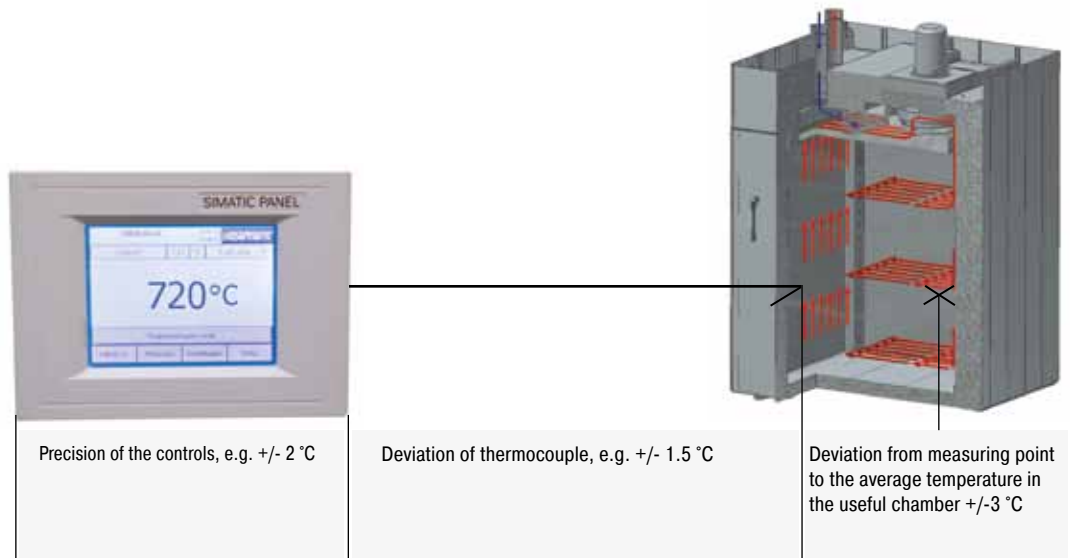 SIMATIC PANEL
720°C
Precision of the controls, e.g. +/- 2 °C
Deviation of thermocouple, e.g. +/- 1.5 °C
Deviation from measuring point
to the average temperature in
the useful chamber +/-3 °C